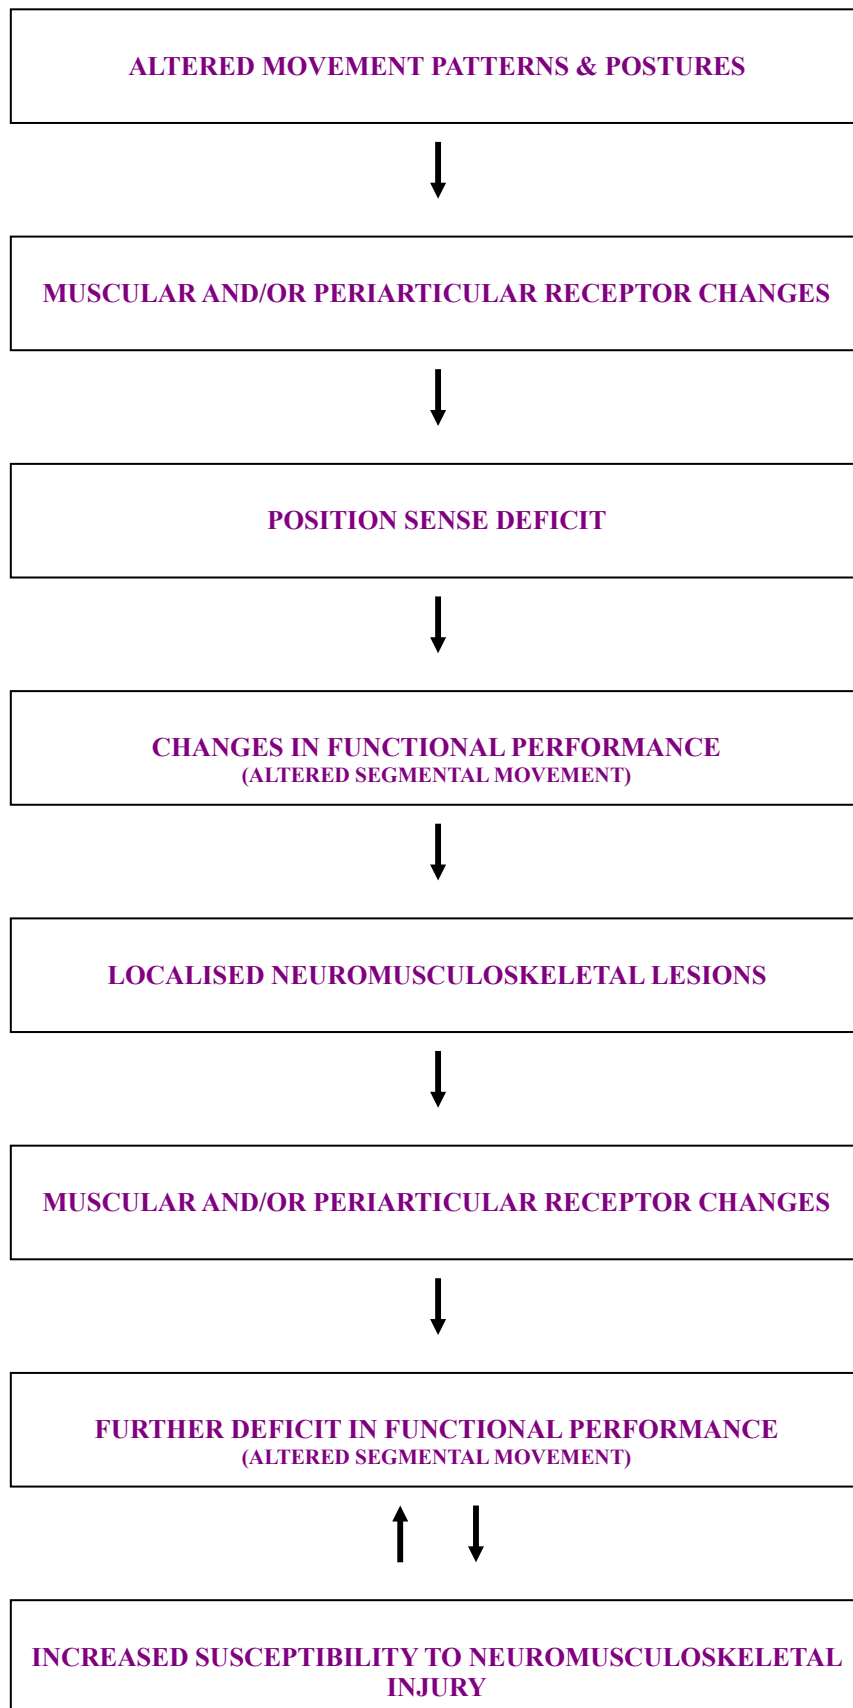 ALTERED MOVEMENT PATTERNS & POSTURES
MUSCULAR AND/OR PERIARTICULAR RECEPTOR CHANGES
POSITION SENSE DEFICIT
CHANGES IN FUNCTIONAL PERFORMANCE
(ALTERED SEGMENTAL MOVEMENT)
LOCALISED NEUROMUSCULOSKELETAL LESIONS
MUSCULAR AND/OR PERIARTICULAR RECEPTOR CHANGES
FURTHER DEFICIT IN FUNCTIONAL PERFORMANCE
(ALTERED SEGMENTAL MOVEMENT)
INCREASED SUSCEPTIBILITY TO NEUROMUSCULOSKELETAL
INJURY